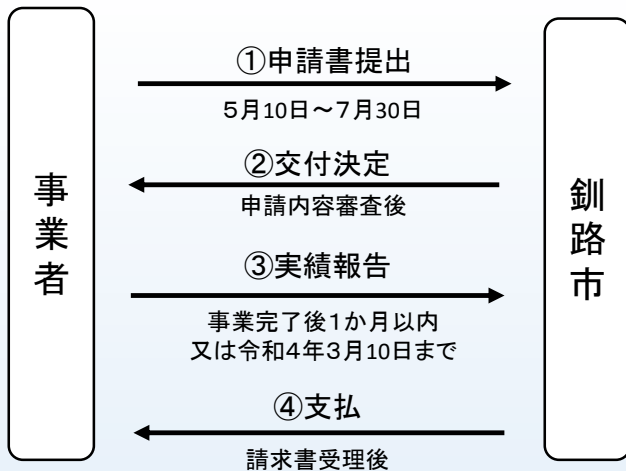 事業者
①申請書提出
5月10日～7月30日
②交付決定
申請内容審査後
③実績報告
事業完了後1か月以内
又は令和4年3月10日まで
④支払
請求書受理後
釧路市